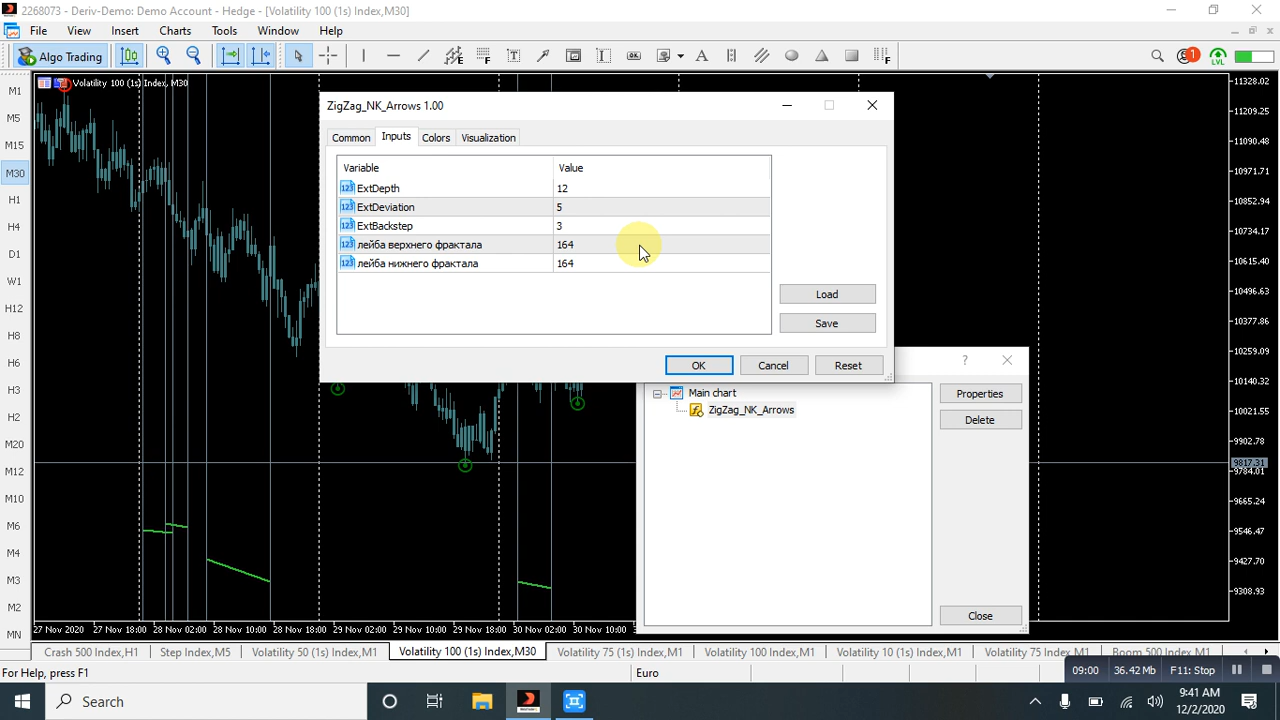 2268073 - Deriv-Demo: Demo Account - Hedge - [Volatility 100 (1s) Index,M30]
File View Insert Charts Tools Window Help
Algo Trading
M1
M5
M15
M30
H1
H4
D1
W1
H12
H8
H6
H3
H2
M20
M12
M10
M6
M4
M3
M2
MN
Volatility 100 (1s) Index, M30
ZigZag_NK_Arrows 1.00
Common Inputs Colors Visualization
Variable Value
ExtDepth 12
ExtDeviation 5
ExtBackstep 3
лейба верхнего фрактала 164
лейба нижнего фрактала 164
Load
Save
OK Cancel Reset
Main chart
ZigZag_NK_Arrows
Properties
Delete
Close
11328.02
11209.25
11090.48
10971.71
10852.94
10734.17
10615.40
10496.63
10377.86
10259.09
10140.32
10021.55
9902.78
9817.31
9784.01
9665.24
9546.47
9427.70
9308.93
27 Nov 2020 27 Nov 18:00 28 Nov 02:00 28 Nov 10:00 28 Nov 18:00 29 Nov 02:00 29 Nov 10:00 29 Nov 18:00 30 Nov 02:00 30 Nov 10:00
Crash 500 Index,H1 Step Index,M5 Volatility 50 (1s) Index,M1 Volatility 100 (1s) Index,M30 Volatility 75 (1s) Index,M1 Volatility 100 Index,M1 Volatility 10 (1s) Index,M1 Volatility 75 Index,M1 Boom 500 Index,M1
For Help, press F1 Euro
09:00 36.42 Mb F11: Stop
Search
9:41 AM
12/2/2020